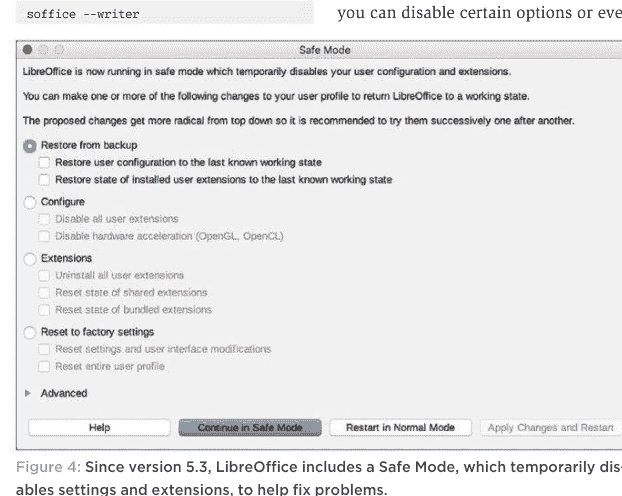 soffice --writer
you can disable certain options or eve
Safe Mode
LibreOffice is now running in safe mode which temporarily disables your user configuration and extensions.
You can make one or more of the following changes to your user profile to return LibreOffice to a working state.
The proposed changes get more radical from top down so it is recommended to try them successively one after another.
Restore from backup
Restore user configuration to the last known working state
Restore state of installed user extensions to the last known working state
Configure
Disable all user extensions
Disable hardware acceleration (OpenGL, OpenCL)
Extensions
Uninstall all user extensions
Reset state of shared extensions
Reset state of bundled extensions
Reset to factory settings
Reset settings and user interface modifications
Reset entire user profile
Advanced
Help
Continue in Safe Mode
Restart in Normal Mode
Apply Changes and Restart
Figure 4: Since version 5.3, LibreOffice includes a Safe Mode, which temporarily dis-
ables settings and extensions, to help fix problems.